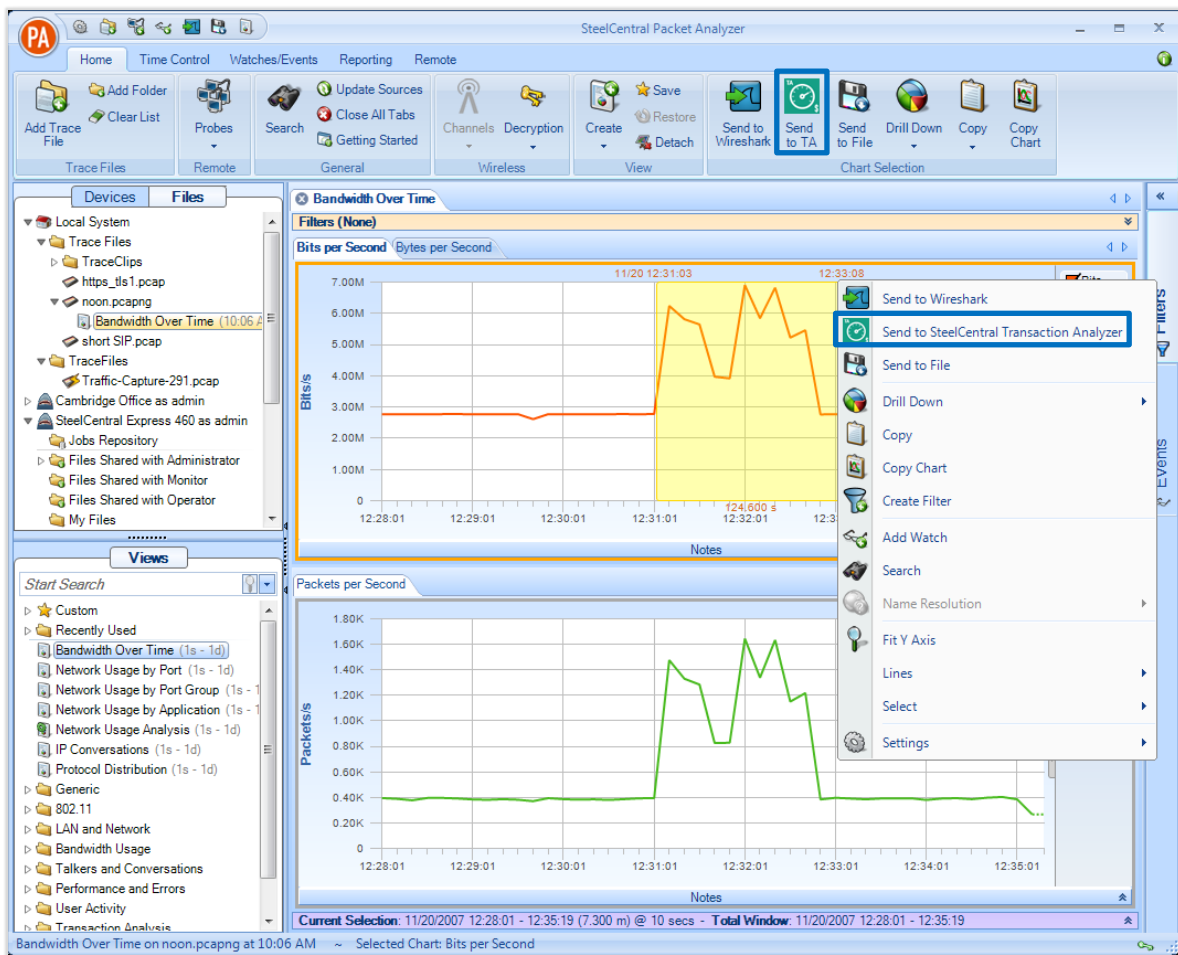 PA
SteelCentral Packet Analyzer
Home Time Control Watches/Events Reporting Remote
Add Trace File
Add Folder
Clear List
Trace Files
Probes
Remote
Search
Update Sources
Close All Tabs
Getting Started
General
Channels
Decryption
Wireless
Create
Save
Restore
Detach
View
Send to Wireshark
TA
Send to TA
Send to File
Drill Down
Copy
Copy Chart
Chart Selection
Devices Files
Local System
Trace Files
TraceClips
https_tls1.pcap
noon.pcapng
Bandwidth Over Time (10:06
short SIP.pcap
TraceFiles
Traffic-Capture-291.pcap
Cambridge Office as admin
SteelCentral Express 460 as admin
Jobs Repository
Files Shared with Administrator
Files Shared with Monitor
Files Shared with Operator
My Files
Views
Start Search
Custom
Recently Used
Bandwidth Over Time (1s - 1d)
Network Usage by Port (1s - 1d)
Network Usage by Port Group (1s - 1
Network Usage by Application (1s - 1
Network Usage Analysis (1s - 1d)
IP Conversations (1s - 1d)
Protocol Distribution (1s - 1d)
Generic
802.11
LAN and Network
Bandwidth Usage
Talkers and Conversations
Performance and Errors
User Activity
Transaction Analysis
Bandwidth Over Time
Filters (None)
Bits per Second Bytes per Second
11/20 12:31:03 12:33:08
Bits
7.00M
6.00M
5.00M
4.00M
3.00M
2.00M
1.00M
0
Bits/s
124.600 s
12:28:01 12:29:01 12:30:01 12:31:01 12:32:01 12:3
Notes
Send to Wireshark
Send to SteelCentral Transaction Analyzer
Send to File
Drill Down
Copy
Copy Chart
Create Filter
Add Watch
Search
Name Resolution
Fit Y Axis
Lines
Select
Settings
Filters
Events
Packets per Second
1.80K
1.60K
1.40K
1.20K
1.00K
0.80K
0.60K
0.40K
0.20K
0
Packets/s
12:28:01 12:29:01 12:30:01 12:31:01 12:32:01 12:33:01 12:34:01 12:35:01
Notes
Current Selection: 11/20/2007 12:28:01 - 12:35:19 (7.300 m) @ 10 secs - Total Window: 11/20/2007 12:28:01 - 12:35:19
Bandwidth Over Time on noon.pcapng at 10:06 AM ~ Selected Chart: Bits per Second